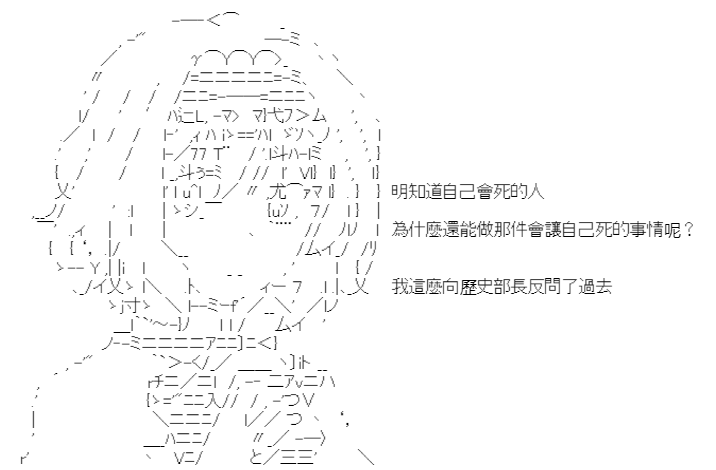 明知道自己會死的人
為什麼還能做那件會讓自己死的事情呢？
我這麼向歷史部長反問了過去